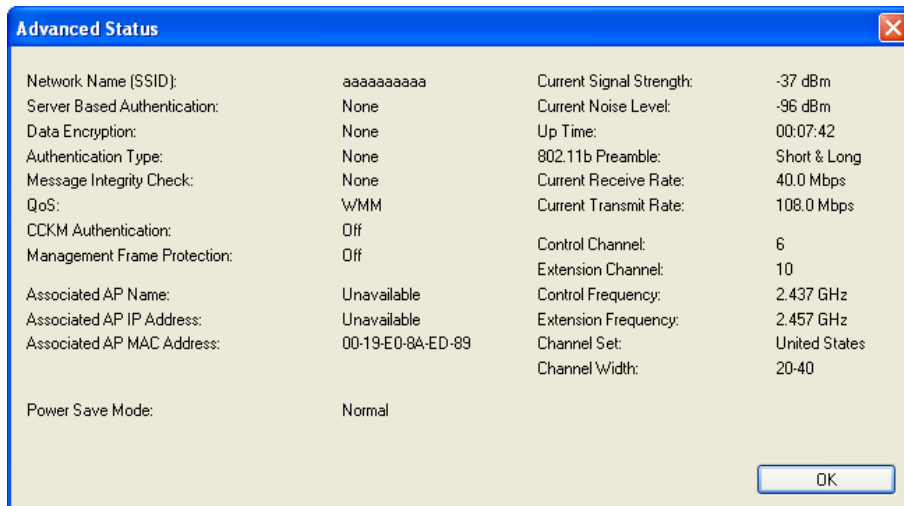 Advanced Status
Network Name (SSID): aaaaaaaaaa
Server Based Authentication: None
Data Encryption: None
Authentication Type: None
Message Integrity Check: None
QoS: WMM
CCKM Authentication: Off
Management Frame Protection: Off
Associated AP Name: Unavailable
Associated AP IP Address: Unavailable
Associated AP MAC Address: 00-19-E0-8A-ED-89
Power Save Mode: Normal
Current Signal Strength: -37 dBm
Current Noise Level: -96 dBm
Up Time: 00:07:42
802.11b Preamble: Short & Long
Current Receive Rate: 40.0 Mbps
Current Transmit Rate: 108.0 Mbps
Control Channel: 6
Extension Channel: 10
Control Frequency: 2.437 GHz
Extension Frequency: 2.457 GHz
Channel Set: United States
Channel Width: 20-40
OK